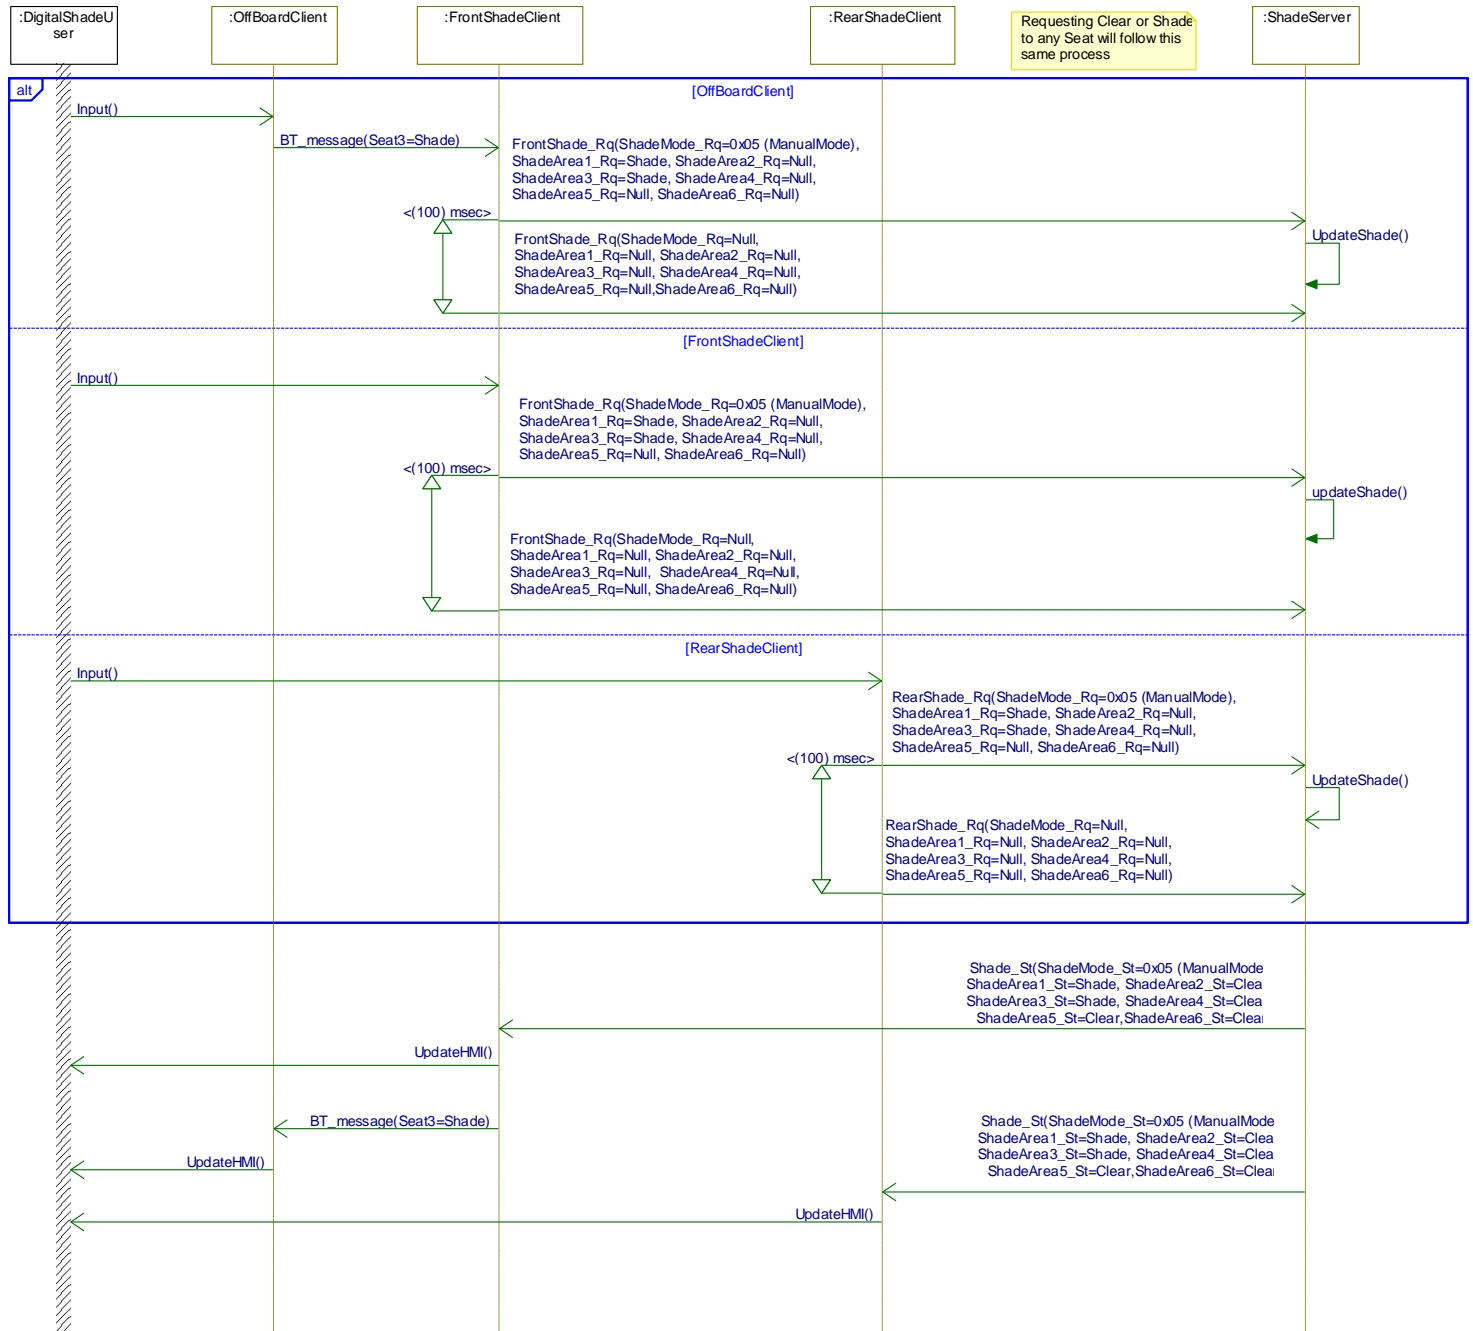 :DigitalShadeU
ser
:OffBoardClient
:FrontShadeClient
:RearShadeClient
Requesting Clear or Shade
to any Seat will follow this
same process
:ShadeServer
alt
[OffBoardClient]
Input()
BT_message(Seat3=Shade)
FrontShade_Rq(ShadeMode_Rq=0x05 (ManualMode),
ShadeArea1_Rq=Shade, ShadeArea2_Rq=Null,
ShadeArea3_Rq=Shade, ShadeArea4_Rq=Null,
ShadeArea5_Rq=Null, ShadeArea6_Rq=Null)
<(100) msec>
UpdateShade()
FrontShade_Rq(ShadeMode_Rq=Null,
ShadeArea1_Rq=Null, ShadeArea2_Rq=Null,
ShadeArea3_Rq=Null, ShadeArea4_Rq=Null,
ShadeArea5_Rq=Null,ShadeArea6_Rq=Null)
[FrontShadeClient]
Input()
FrontShade_Rq(ShadeMode_Rq=0x05 (ManualMode),
ShadeArea1_Rq=Shade, ShadeArea2_Rq=Null,
ShadeArea3_Rq=Shade, ShadeArea4_Rq=Null,
ShadeArea5_Rq=Null, ShadeArea6_Rq=Null)
<(100) msec>
updateShade()
FrontShade_Rq(ShadeMode_Rq=Null,
ShadeArea1_Rq=Null, ShadeArea2_Rq=Null,
ShadeArea3_Rq=Null, ShadeArea4_Rq=Null,
ShadeArea5_Rq=Null, ShadeArea6_Rq=Null)
[RearShadeClient]
Input()
RearShade_Rq(ShadeMode_Rq=0x05 (ManualMode),
ShadeArea1_Rq=Shade, ShadeArea2_Rq=Null,
ShadeArea3_Rq=Shade, ShadeArea4_Rq=Null,
ShadeArea5_Rq=Null, ShadeArea6_Rq=Null)
<(100) msec>
UpdateShade()
RearShade_Rq(ShadeMode_Rq=Null,
ShadeArea1_Rq=Null, ShadeArea2_Rq=Null,
ShadeArea3_Rq=Null, ShadeArea4_Rq=Null,
ShadeArea5_Rq=Null, ShadeArea6_Rq=Null)
Shade_St(ShadeMode_St=0x05 (ManualMode
ShadeArea1_St=Shade, ShadeArea2_St=Clea
ShadeArea3_St=Shade, ShadeArea4_St=Clea
ShadeArea5_St=Clear,ShadeArea6_St=Clea
UpdateHMI()
BT_message(Seat3=Shade)
UpdateHMI()
Shade_St(ShadeMode_St=0x05 (ManualMode
ShadeArea1_St=Shade, ShadeArea2_St=Clea
ShadeArea3_St=Shade, ShadeArea4_St=Clea
ShadeArea5_St=Clear,ShadeArea6_St=Clea
UpdateHMI()